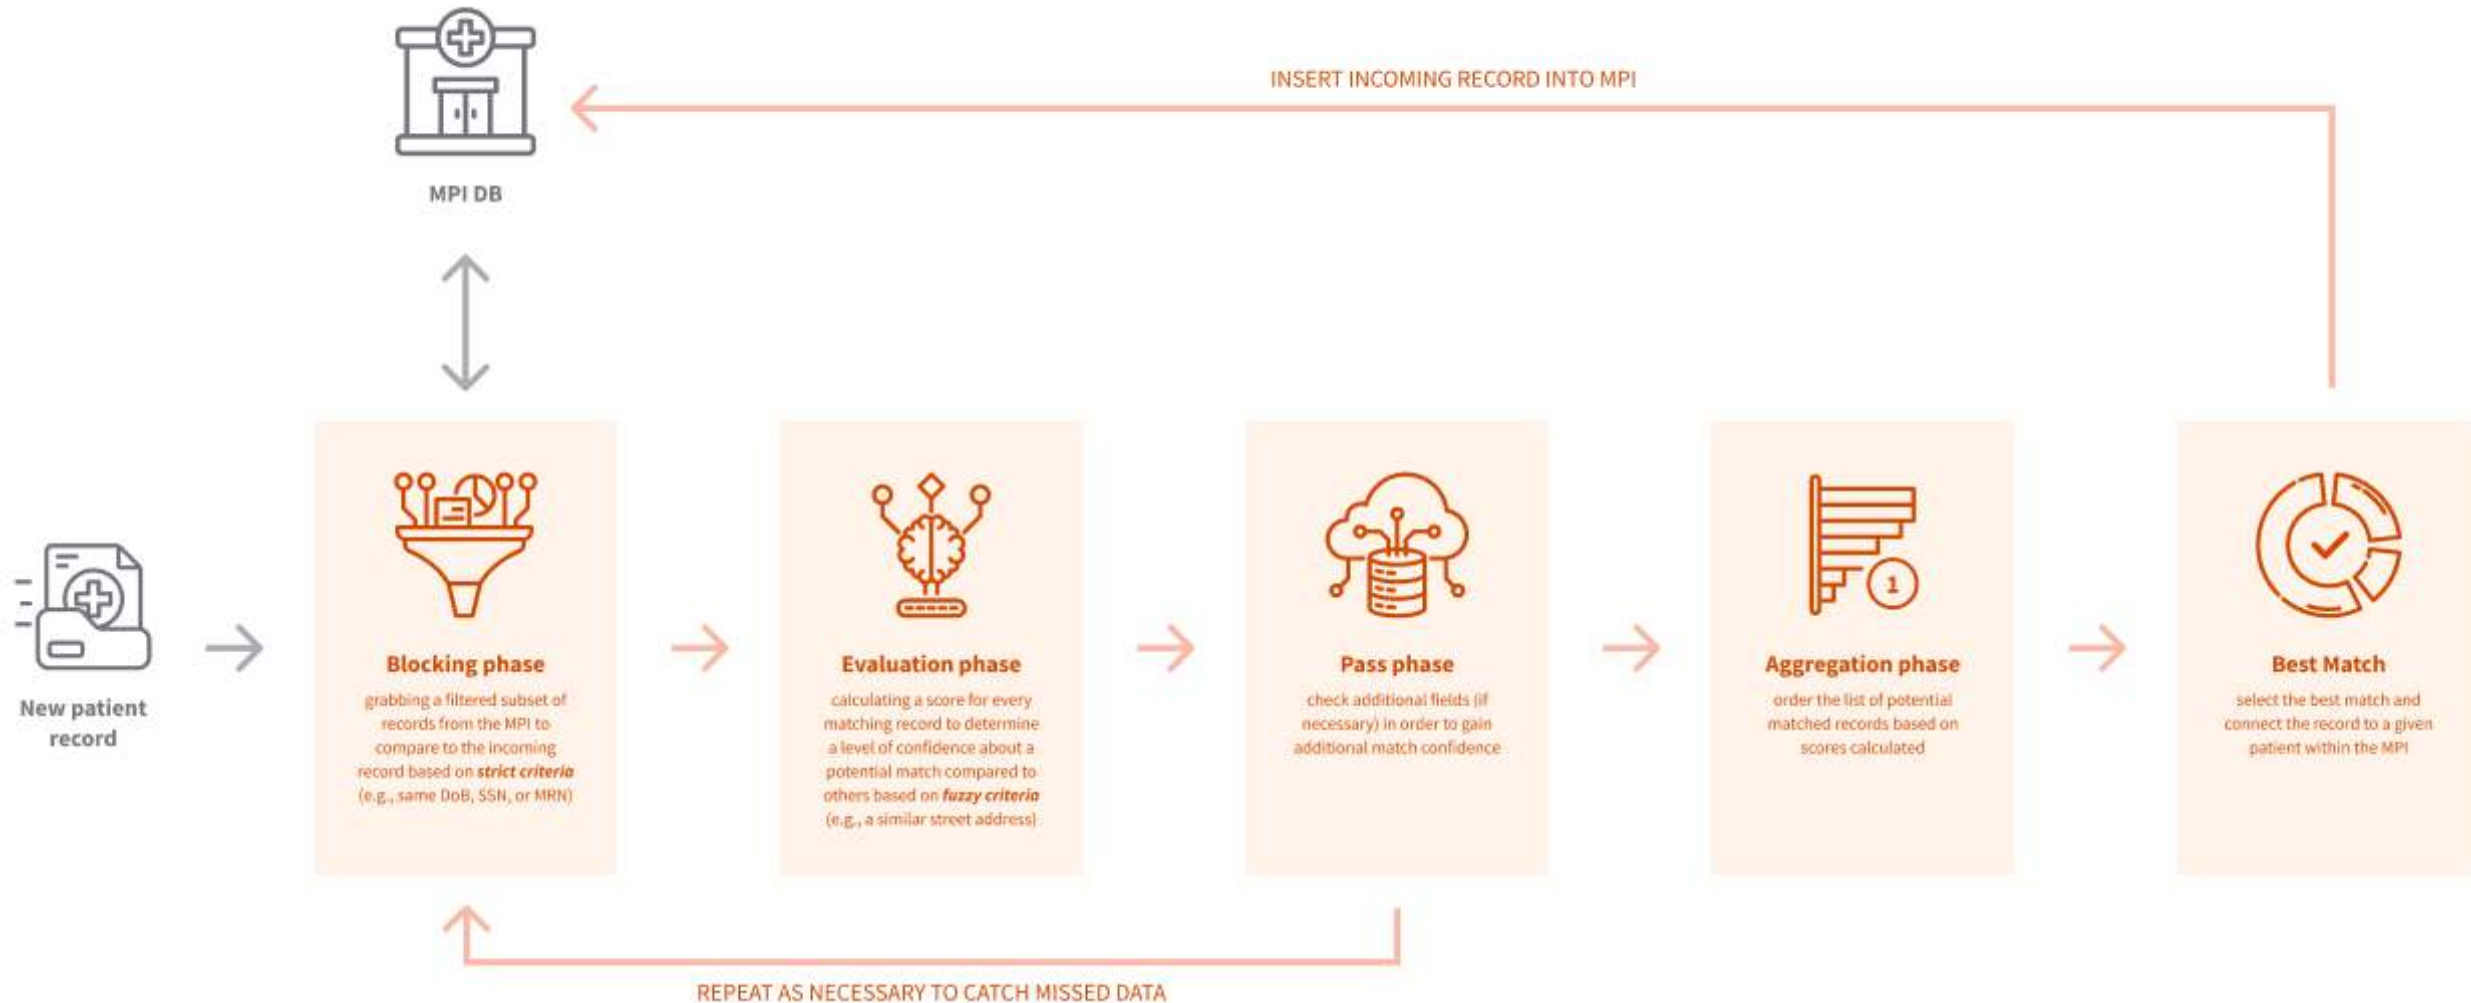 INSERT INCOMING RECORD INTO MPI
MPI DB
New patient
record
Blocking phase
grabbing a filtered subset of
records from the MPI to
compare to the incoming
record based on strict criteria
(e.g., same DoB, SSN, or MRN)
Evaluation phase
calculating a score for every
matching record to determine
a level of confidence about a
potential match compared to
others based on fuzzy criteria
(e.g., a similar street address)
Pass phase
check additional fields (if
necessary) in order to gain
additional match confidence
1
Aggregation phase
order the list of potential
matched records based on
scores calculated
Best Match
select the best match and
connect the record to a given
patient within the MPI
REPEAT AS NECESSARY TO CATCH MISSED DATA